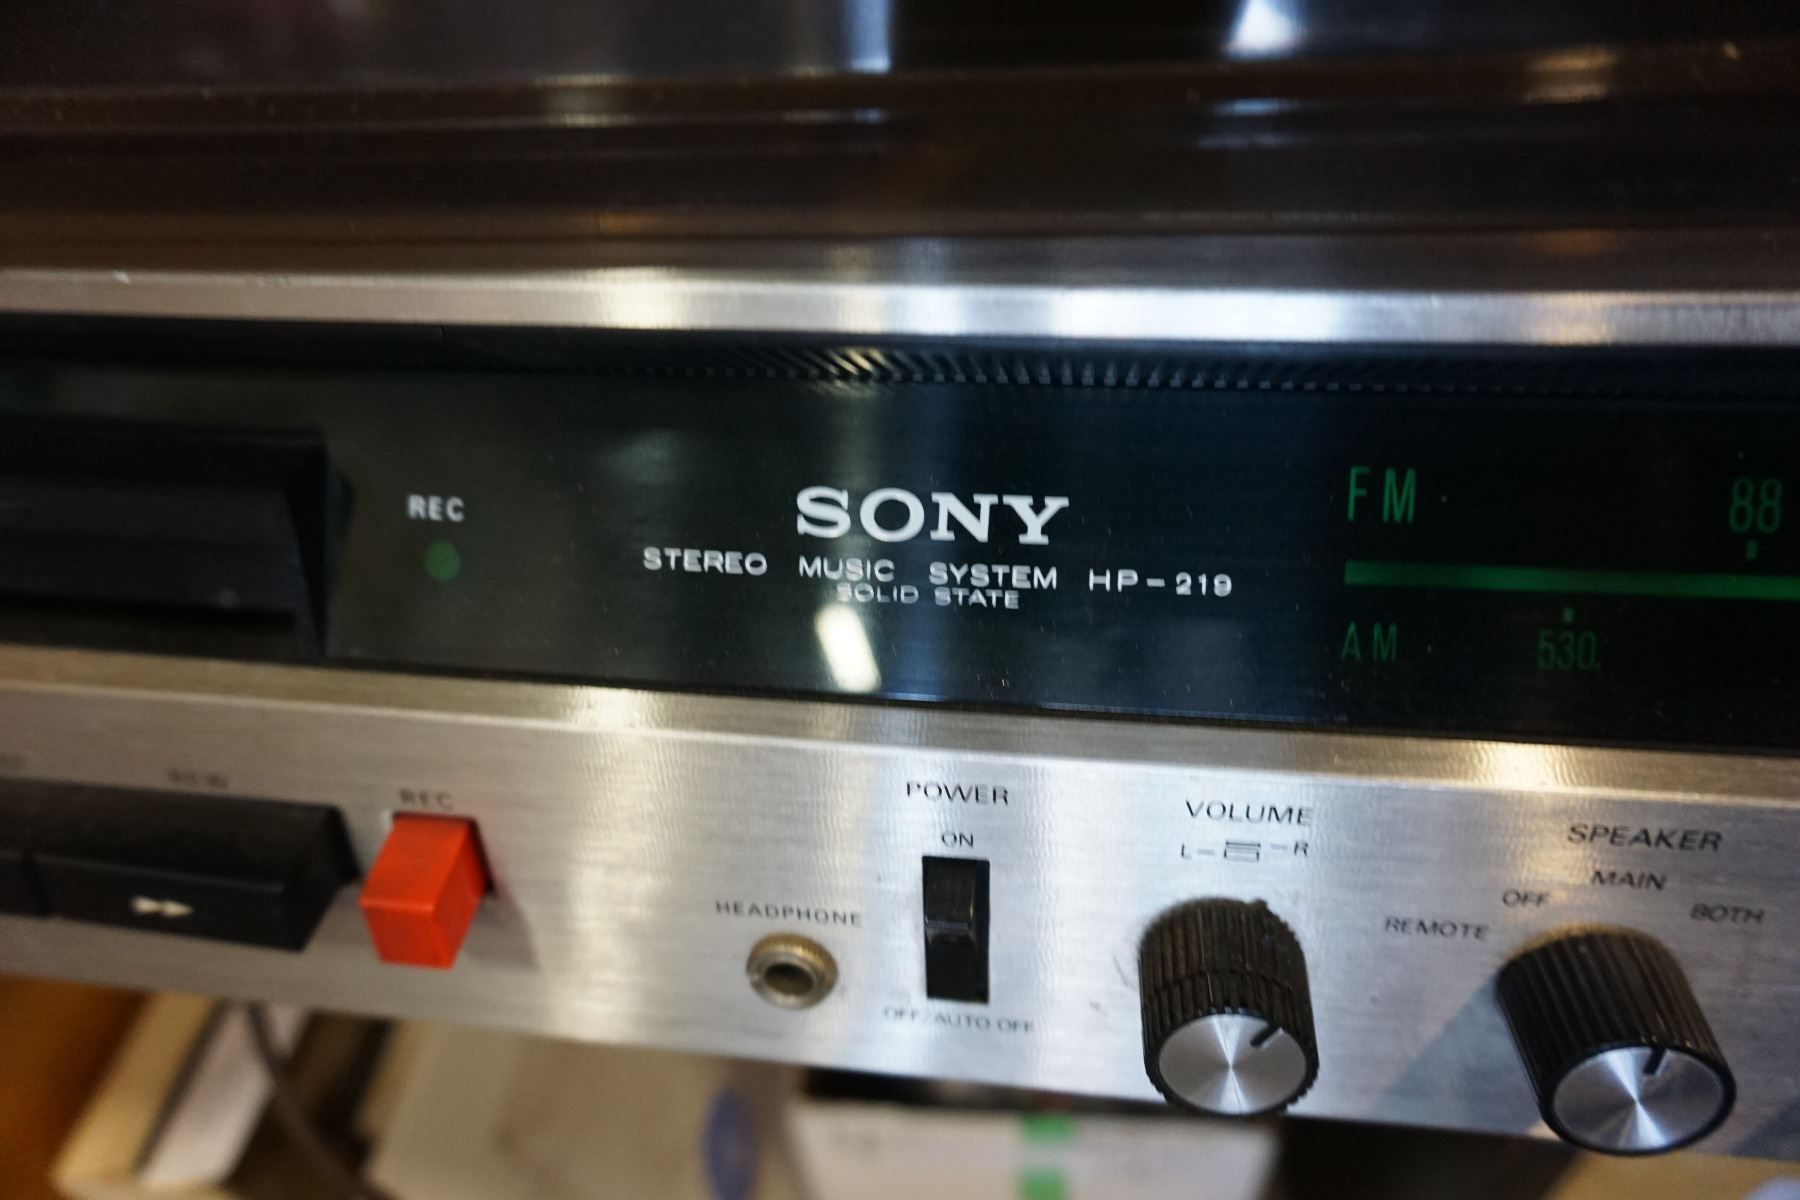 REC
SONY
STEREO MUSIC SYSTEM HP-219
SOLID STATE
FM 88
AM 530
REC
POWER
ON
OFF/AUTO OFF
HEADPHONE
VOLUME
L R
SPEAKER
REMOTE OFF MAIN BOTH